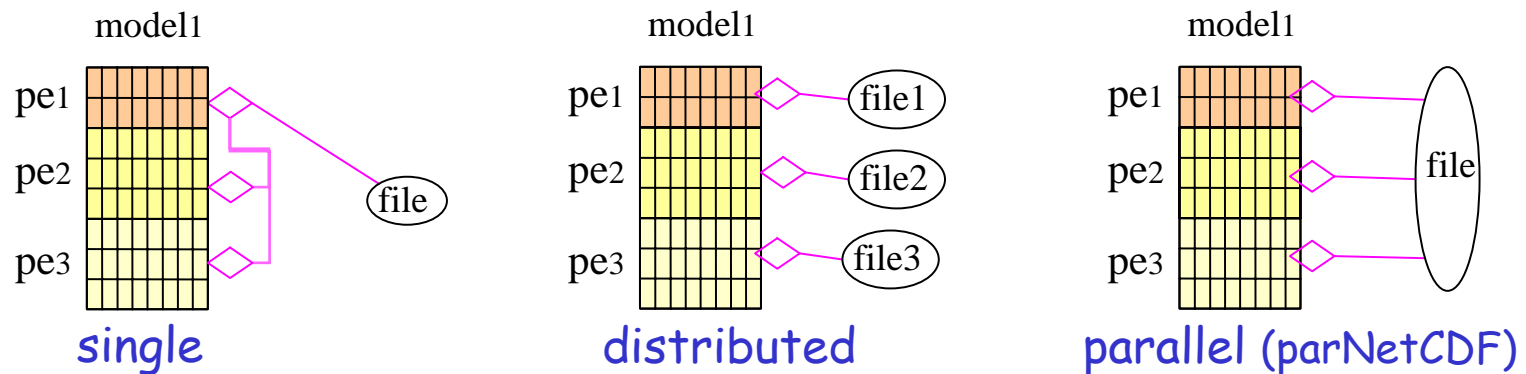 model1
pe1
pe2
pe3
file
single
model1
pe1
pe2
pe3
file1
file2
file3
distributed
model1
pe1
pe2
pe3
file
parallel (parNetCDF)